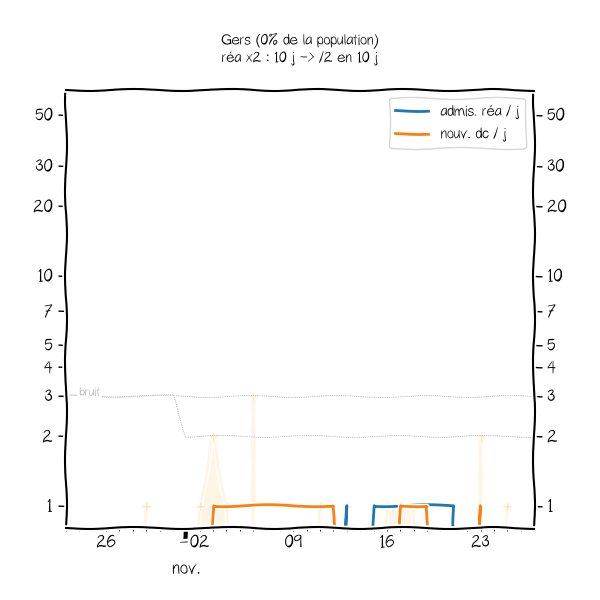 Gers (0% de la population)
réa x2 : 10 j -> /2 en 10 j
admis. réa / j
nouv. dc / j
50 50
30 30
20 20
10 10
7 7
5 5
4 4
bruit
3 3
2 2
1 1
26 02 09 16 23
nov.